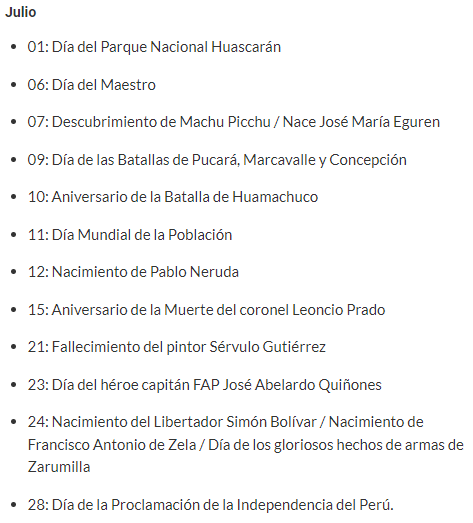 Julio
01: Día del Parque Nacional Huascarán
06: Día del Maestro
07: Descubrimiento de Machu Picchu / Nace José María Eguren
09: Día de las Batallas de Pucará, Marcavalle y Concepción
10: Aniversario de la Batalla de Huamachuco
11: Día Mundial de la Población
12: Nacimiento de Pablo Neruda
15: Aniversario de la Muerte del coronel Leoncio Prado
21: Fallecimiento del pintor Sérvulo Gutiérrez
23: Día del héroe capitán FAP José Abelardo Quiñones
24: Nacimiento del Libertador Simón Bolívar / Nacimiento de
Francisco Antonio de Zela / Día de los gloriosos hechos de armas de
Zarumilla
28: Día de la Proclamación de la Independencia del Perú.